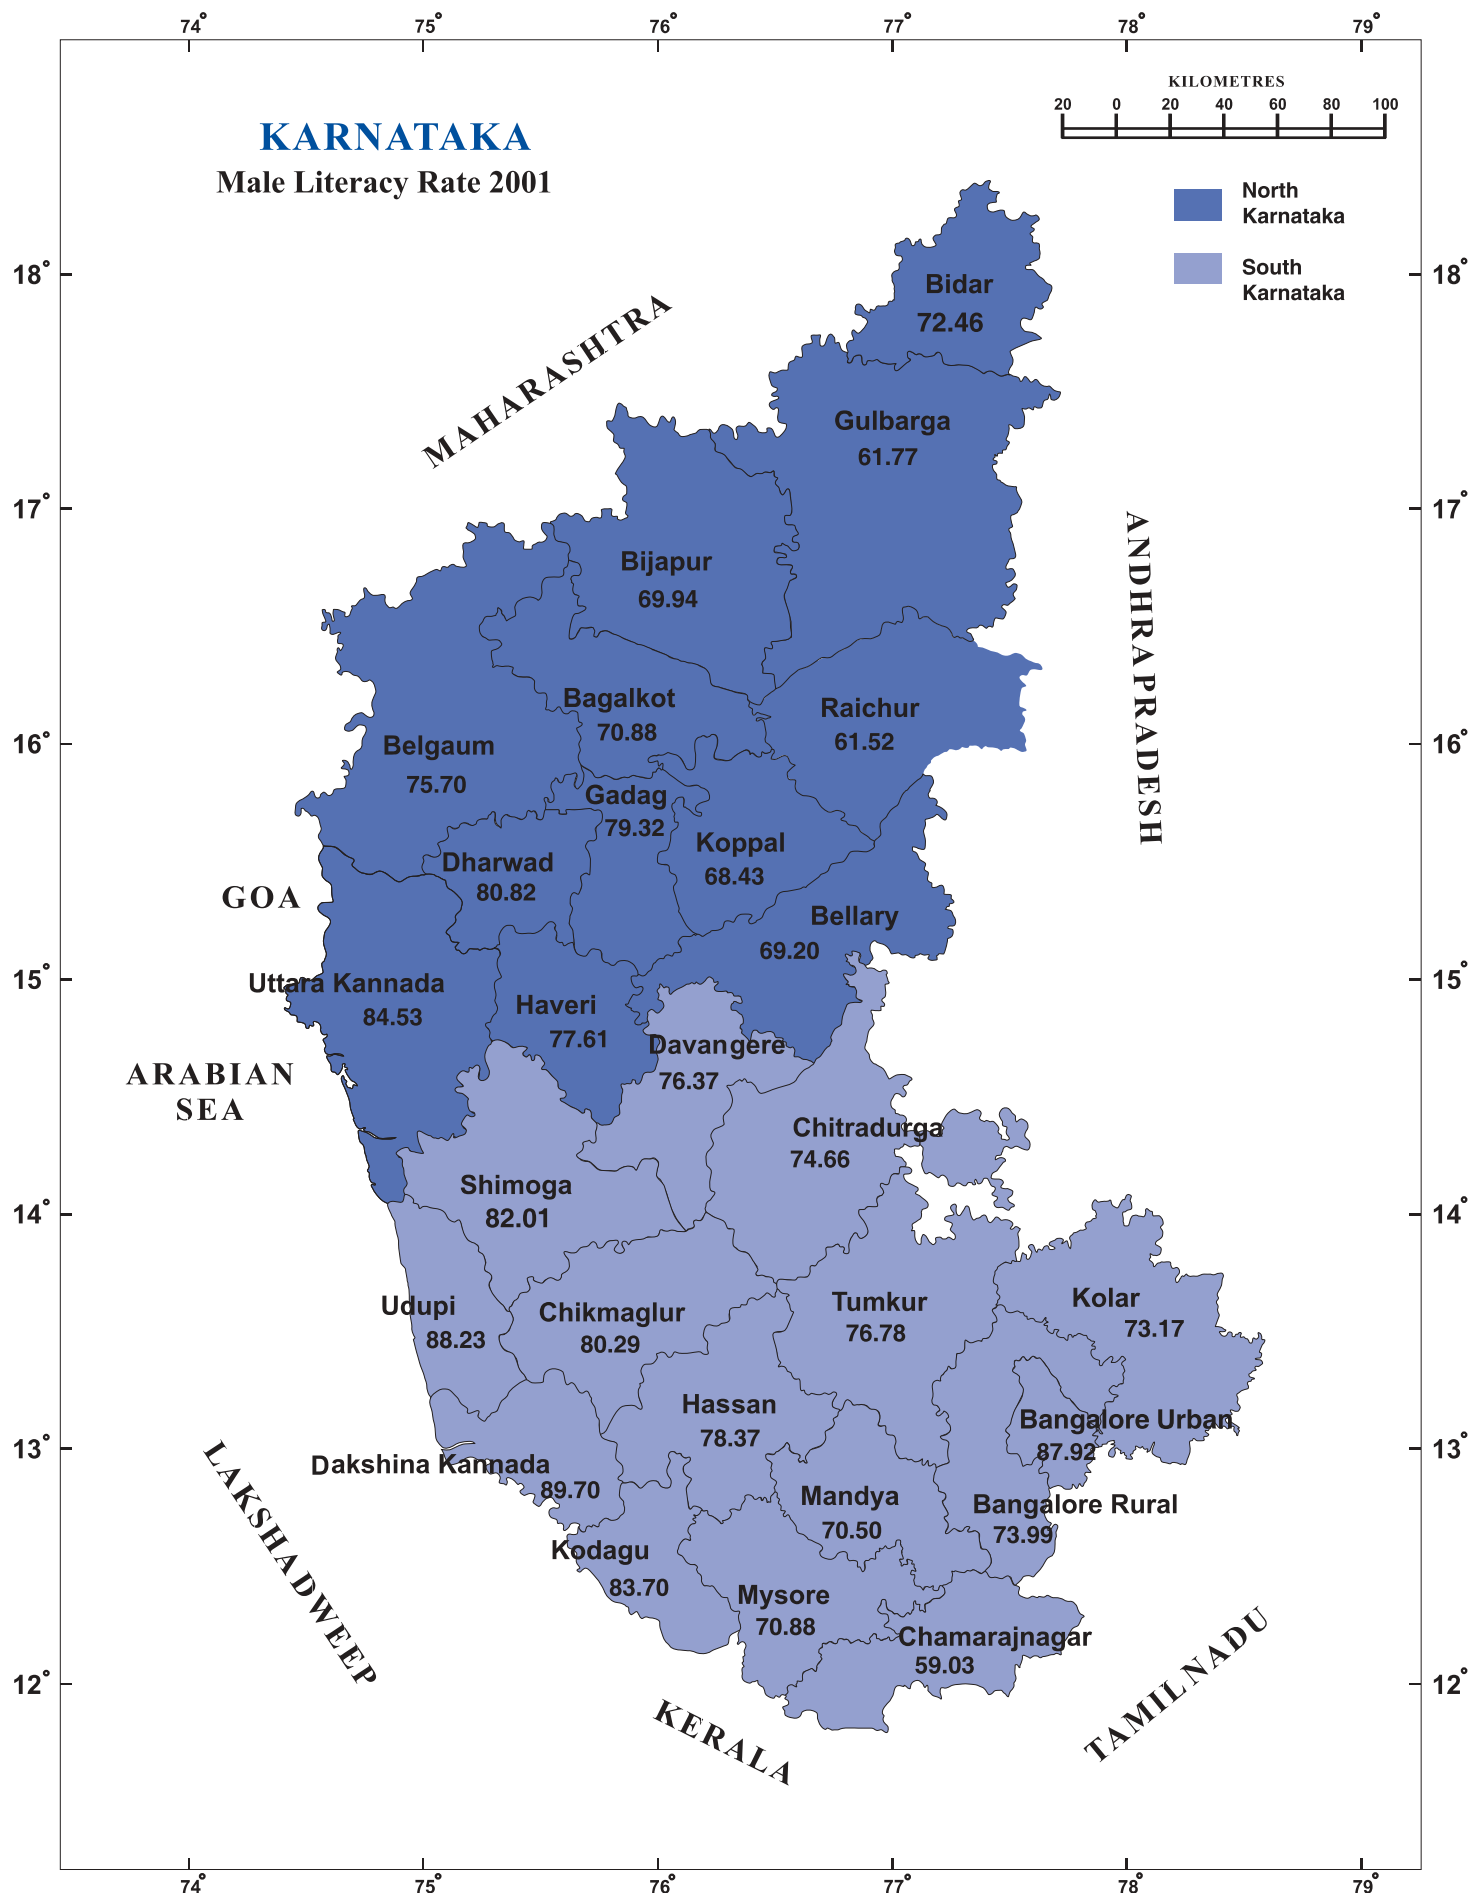 74°
75°
76°
77°
78°
79°
KILOMETRES
20 0 20 40 60 80 100
KARNATAKA
Male Literacy Rate 2001
North
Karnataka
South
Karnataka
18°
18°
17°
17°
16°
16°
15°
15°
14°
14°
13°
13°
12°
12°
MAHARASHTRA
ANDHRA PRADESH
GOA
ARABIAN
SEA
LAKSHADWEEP
KERALA
TAMILNADU
Bidar
72.46
Gulbarga
61.77
Bijapur
69.94
Bagalkot
70.88
Raichur
61.52
Belgaum
75.70
Gadag
79.32
Koppal
68.43
Dharwad
80.82
Bellary
69.20
Uttara Kannada
84.53
Haveri
77.61
Davangere
76.37
Chitradurga
74.66
Shimoga
82.01
Udupi
88.23
Chikmaglur
80.29
Tumkur
76.78
Kolar
73.17
Hassan
78.37
Bangalore Urban
87.92
Dakshina Kannada
89.70
Mandya
70.50
Bangalore Rural
73.99
Kodagu
83.70
Mysore
70.88
Chamarajnagar
59.03
74°
75°
76°
77°
78°
79°